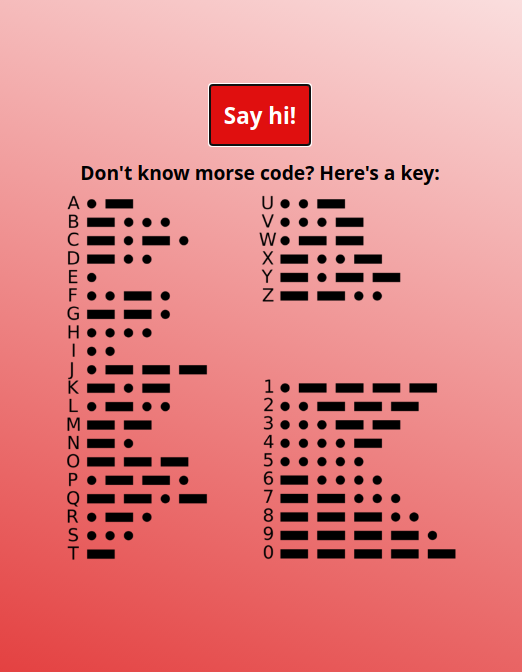 Say hi!
Don't know morse code? Here's a key:
A ● ▬
B ▬ ● ● ●
C ▬ ● ▬ ●
D ▬ ● ●
E ●
F ● ● ▬ ●
G ▬ ▬ ●
H ● ● ● ●
I ● ●
J ● ▬ ▬ ▬
K ▬ ● ▬
L ● ▬ ● ●
M ▬ ▬
N ▬ ●
O ▬ ▬ ▬
P ● ▬ ▬ ●
Q ▬ ▬ ● ▬
R ● ▬ ●
S ● ● ●
T ▬
U ● ● ▬
V ● ● ● ▬
W ● ▬ ▬
X ▬ ● ● ▬
Y ▬ ● ▬ ▬
Z ▬ ▬ ● ●
1 ● ▬ ▬ ▬ ▬
2 ● ● ▬ ▬ ▬
3 ● ● ● ▬ ▬
4 ● ● ● ● ▬
5 ● ● ● ● ●
6 ▬ ● ● ● ●
7 ▬ ▬ ● ● ●
8 ▬ ▬ ▬ ● ●
9 ▬ ▬ ▬ ▬ ●
0 ▬ ▬ ▬ ▬ ▬